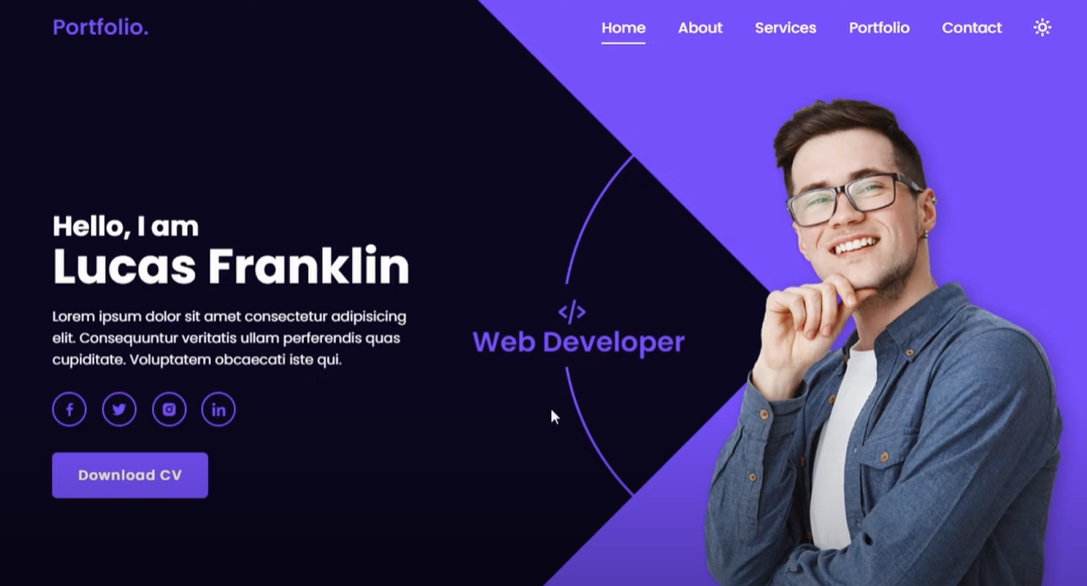 Portfolio.
Home About Services Portfolio Contact
Hello, I am
Lucas Franklin
Lorem ipsum dolor sit amet consectetur adipisicing
elit. Consequuntur veritatis ullam perferendis quas
cupiditate. Voluptatem obcaecati iste qui.
</>
Web Developer
Download CV